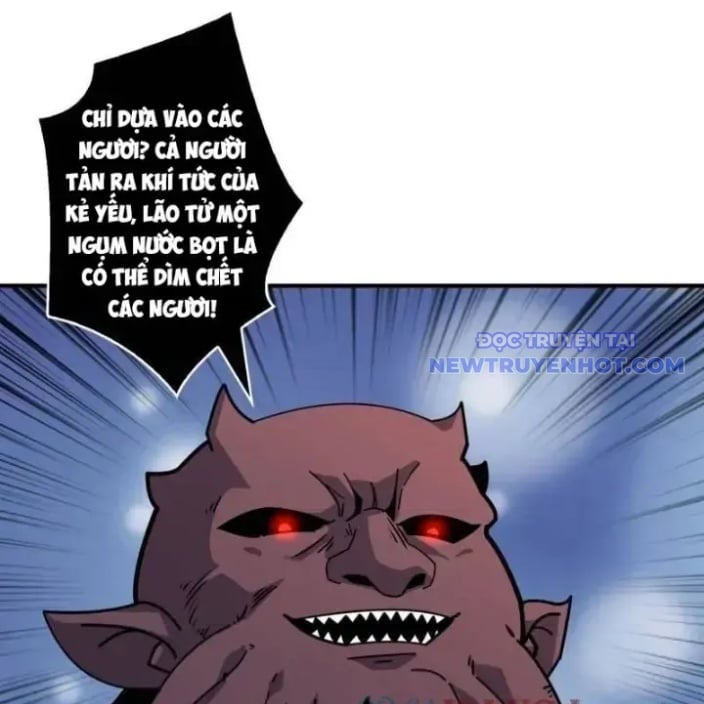 CHỈ DỰA VÀO CÁC
NGƯƠI? CẢ NGƯỜI
TẢN RA KHÍ TỨC CỦA
KẺ YẾU, LÃO TỬ MỘT
NGỤM NƯỚC BỌT LÀ
CÓ THỂ DÌM CHẾT
CÁC NGƯƠI!
ĐỌC TRUYỆN TẠI
NEWTRUYENHOT.COM